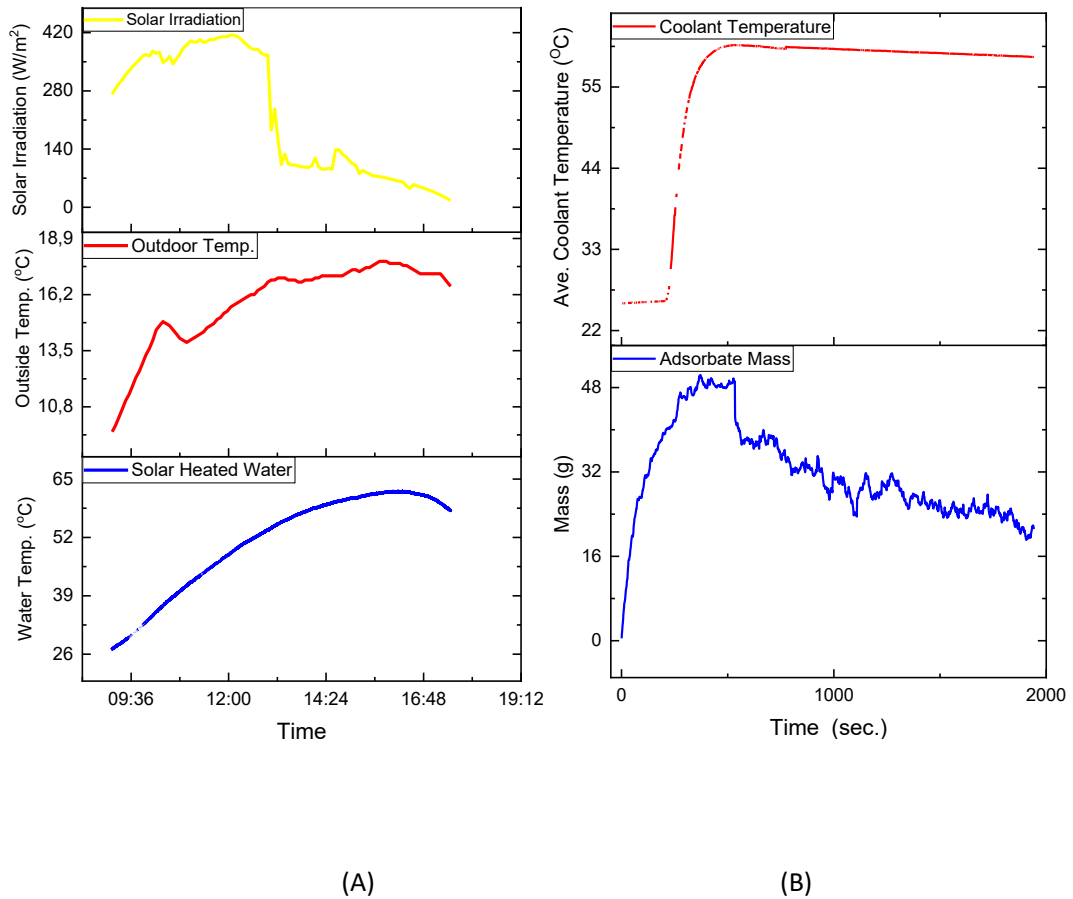 Solar Irradiation
Solar Irradiation (W/m²)
420
280
140
0
Outdoor Temp.
Outside Temp. (°C)
18.9
16.2
13.5
10.8
Solar Heated Water
Water Temp. (°C)
65
52
39
26
09:36 12:00 14:24 16:48 19:12
Time
(A)
Coolant Temperature
Ave. Coolant Temperature (ᴼC)
55
44
33
22
Adsorbate Mass
Mass (g)
48
32
16
0
0 1000 2000
Time (sec.)
(B)